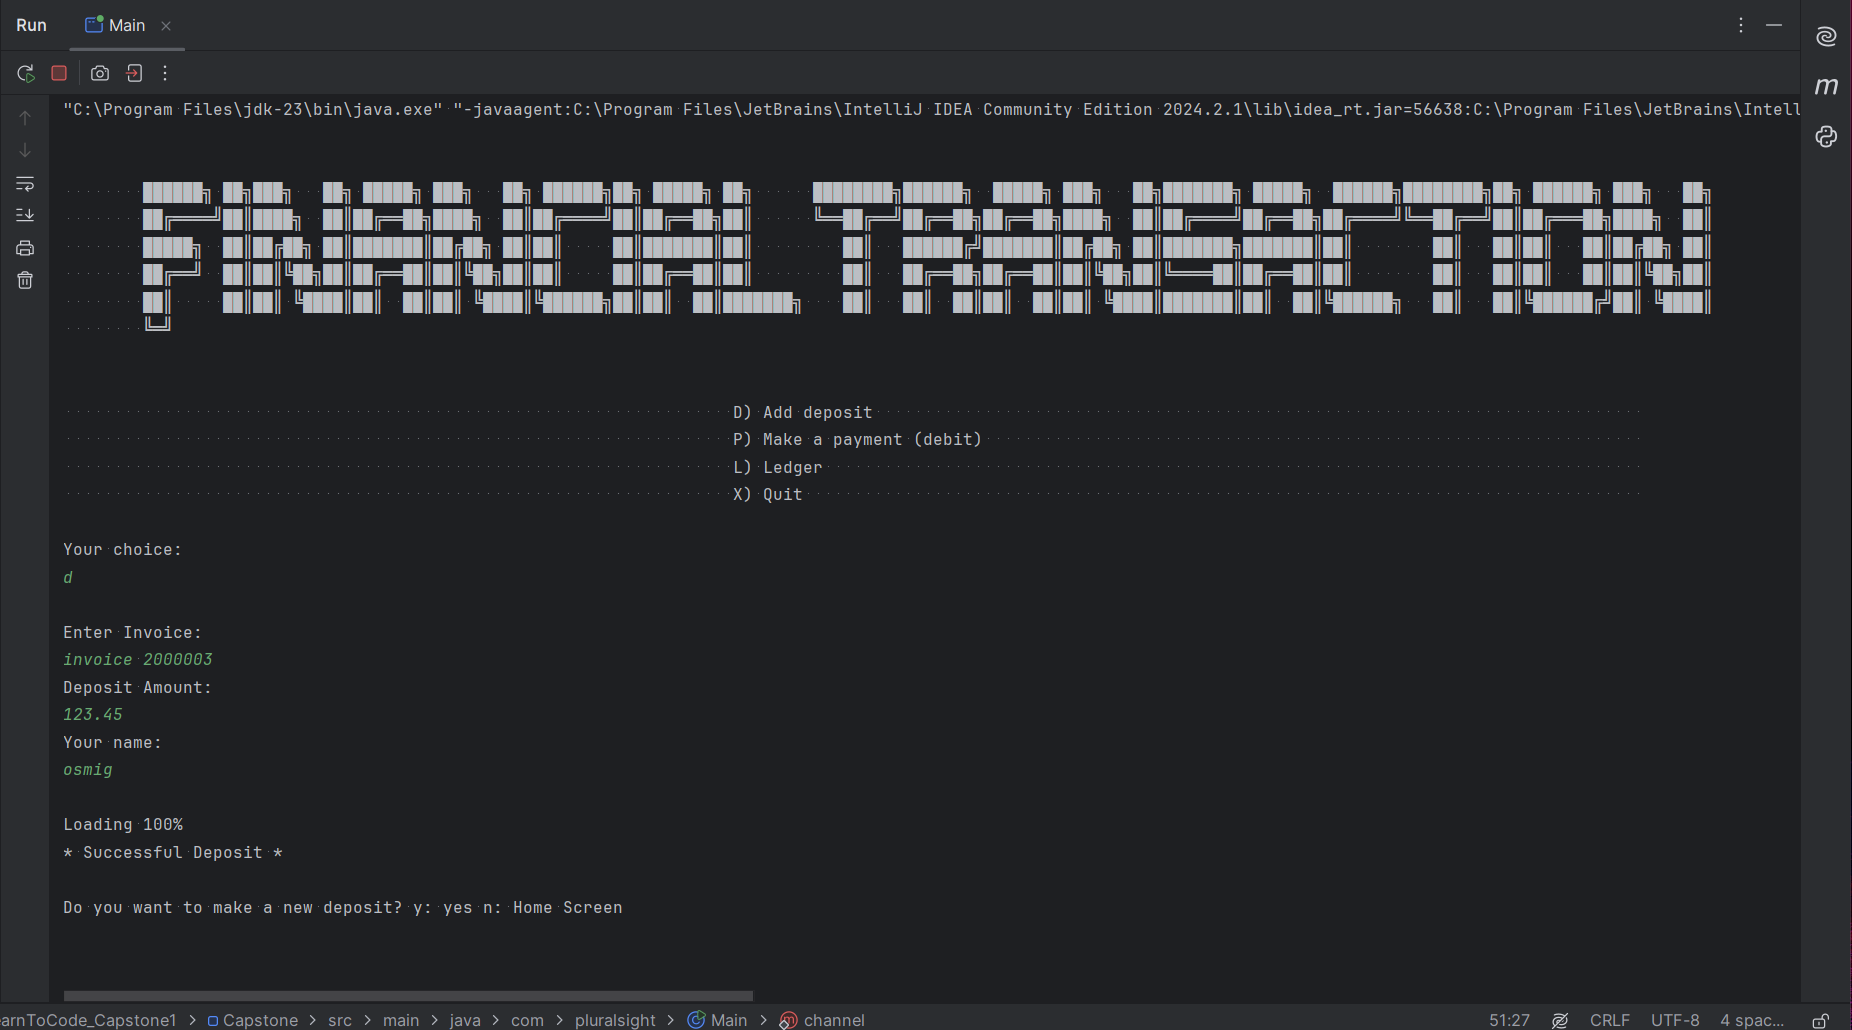 Run Main
"C:\Program Files\jdk-23\bin\java.exe" "-javaagent:C:\Program Files\JetBrains\IntelliJ IDEA Community Edition 2024.2.1\lib\idea_rt.jar=56638:C:\Program Files\JetBrains\Intell
FINANCIAL TRANSACTION
D) Add deposit
P) Make a payment (debit)
L) Ledger
X) Quit
Your choice:
d
Enter Invoice:
invoice 2000003
Deposit Amount:
123.45
Your name:
osmig
Loading 100%
* Successful Deposit *
Do you want to make a new deposit? y: yes n: Home Screen
earnToCode_Capstone1 > Capstone > src > main > java > com > pluralsight > Main > channel 51:27 CRLF UTF-8 4 spac...